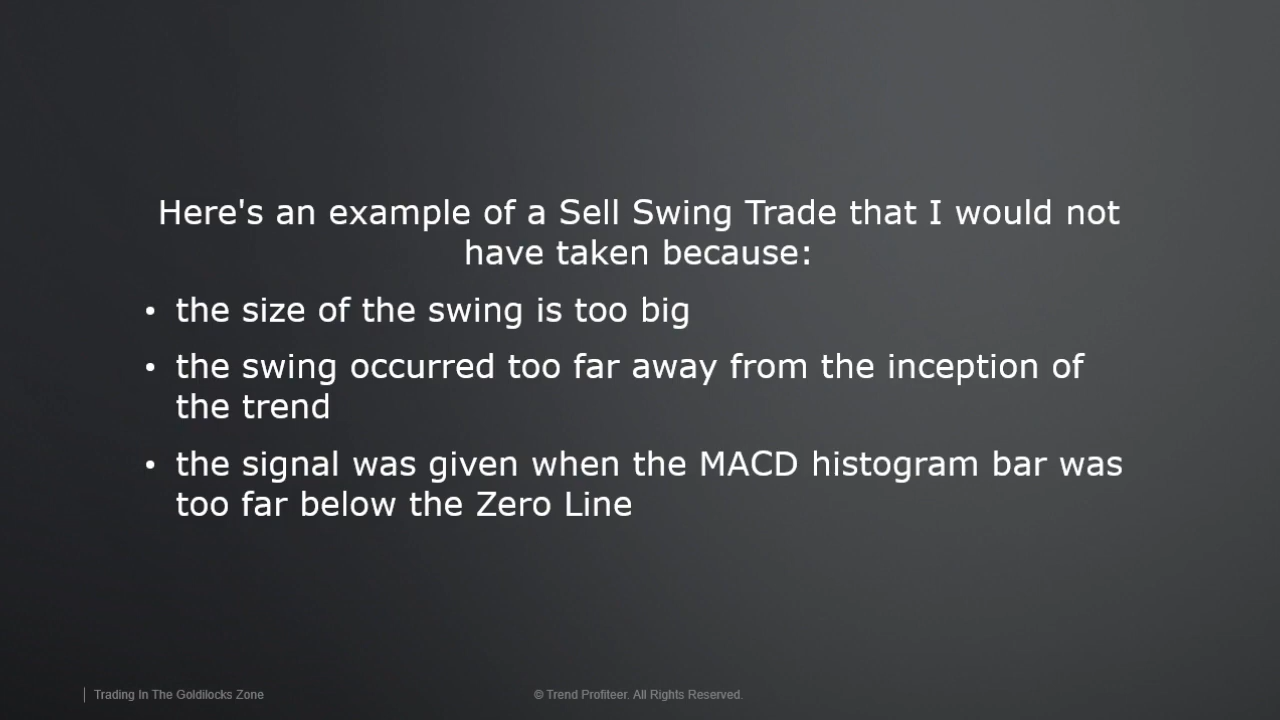 Here's an example of a Sell Swing Trade that I would not
have taken because:
• the size of the swing is too big
• the swing occurred too far away from the inception of
the trend
• the signal was given when the MACD histogram bar was
too far below the Zero Line
Trading In The Goldilocks Zone
© Trend Profiteer. All Rights Reserved.